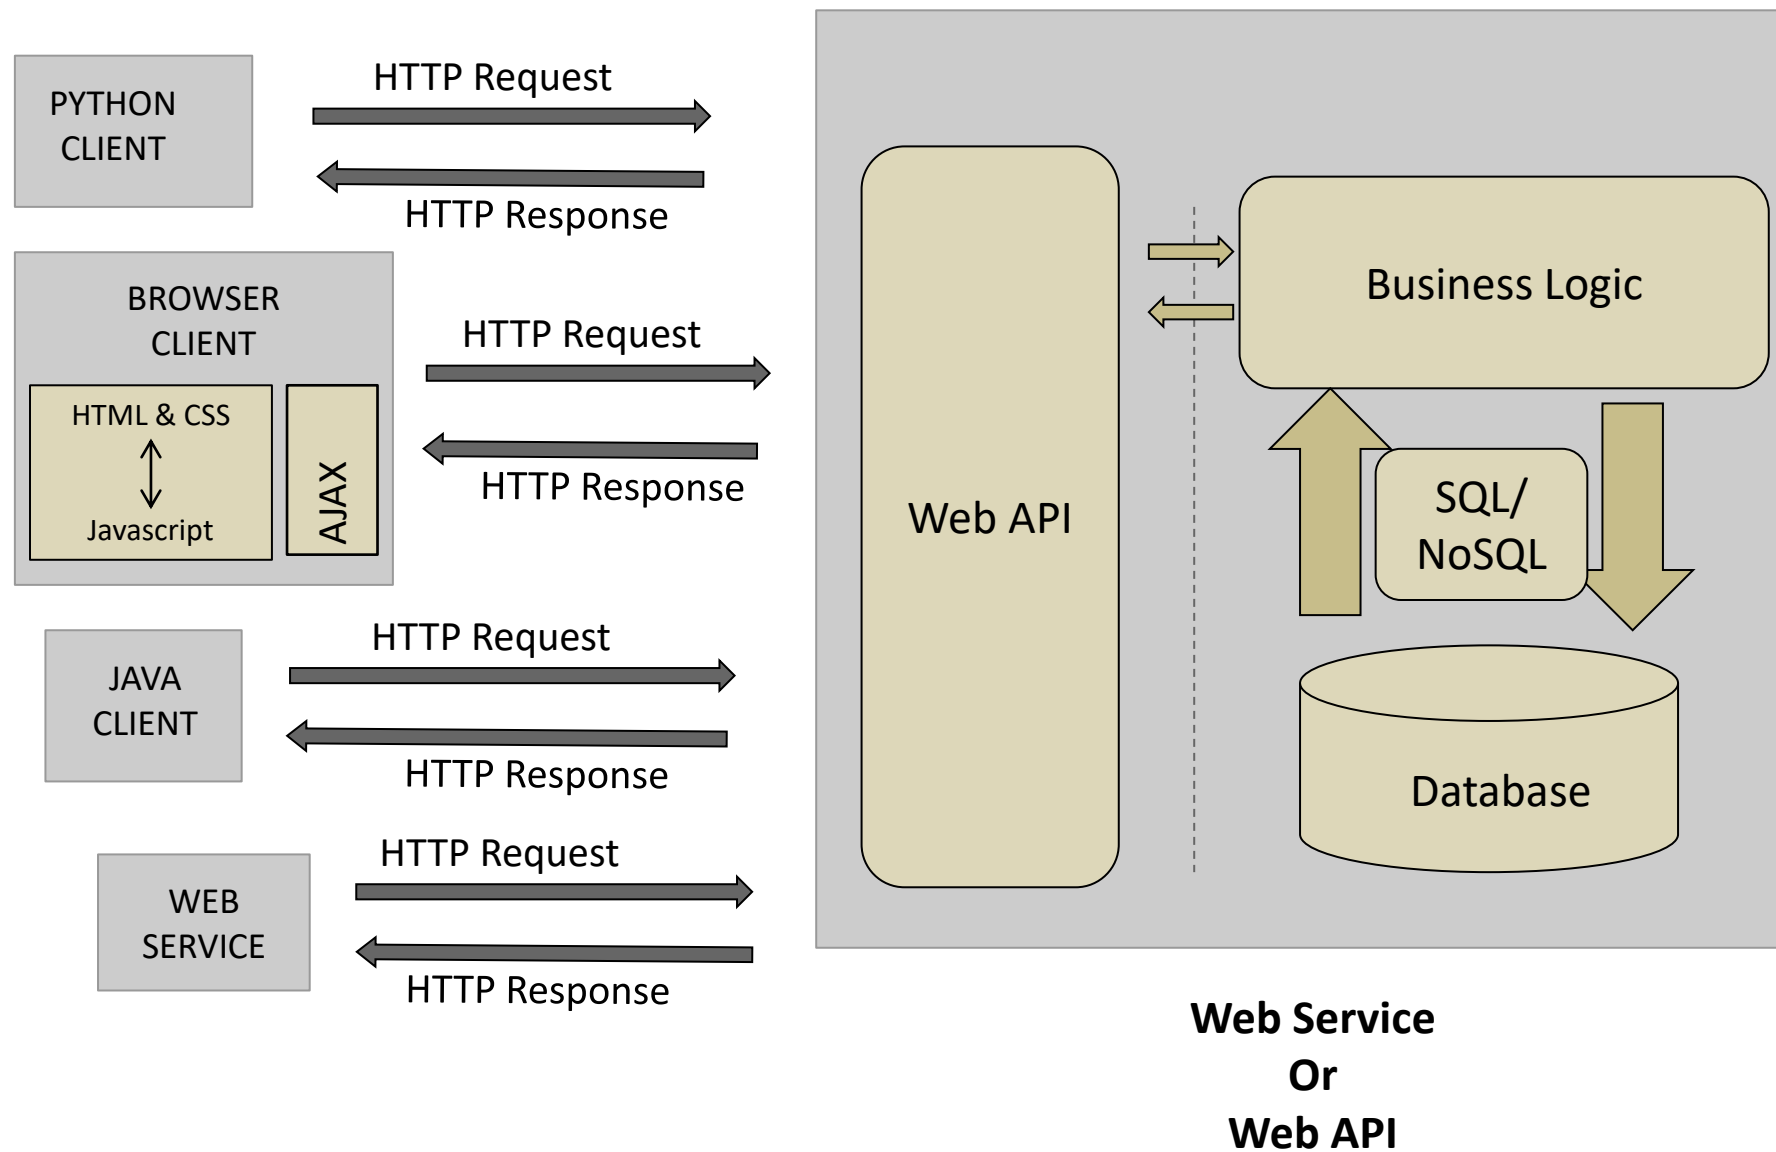 HTTP Request
PYTHON
CLIENT
HTTP Response
BROWSER
CLIENT
HTML & CSS
Javascript
AJAX
HTTP Request
HTTP Response
JAVA
CLIENT
HTTP Request
HTTP Response
WEB
SERVICE
HTTP Request
HTTP Response
Web API
Business Logic
SQL/
NoSQL
Database
Web Service
Or
Web API